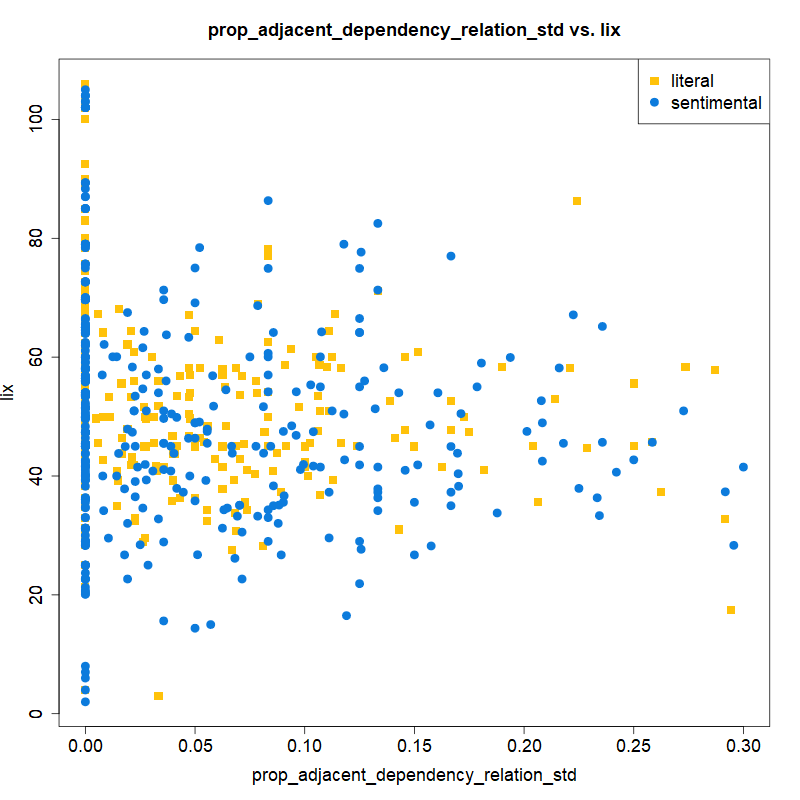 prop_adjacent_dependency_relation_std vs. lix
literal
sentimental
lix
100
80
60
40
20
0
0.00 0.05 0.10 0.15 0.20 0.25 0.30
prop_adjacent_dependency_relation_std